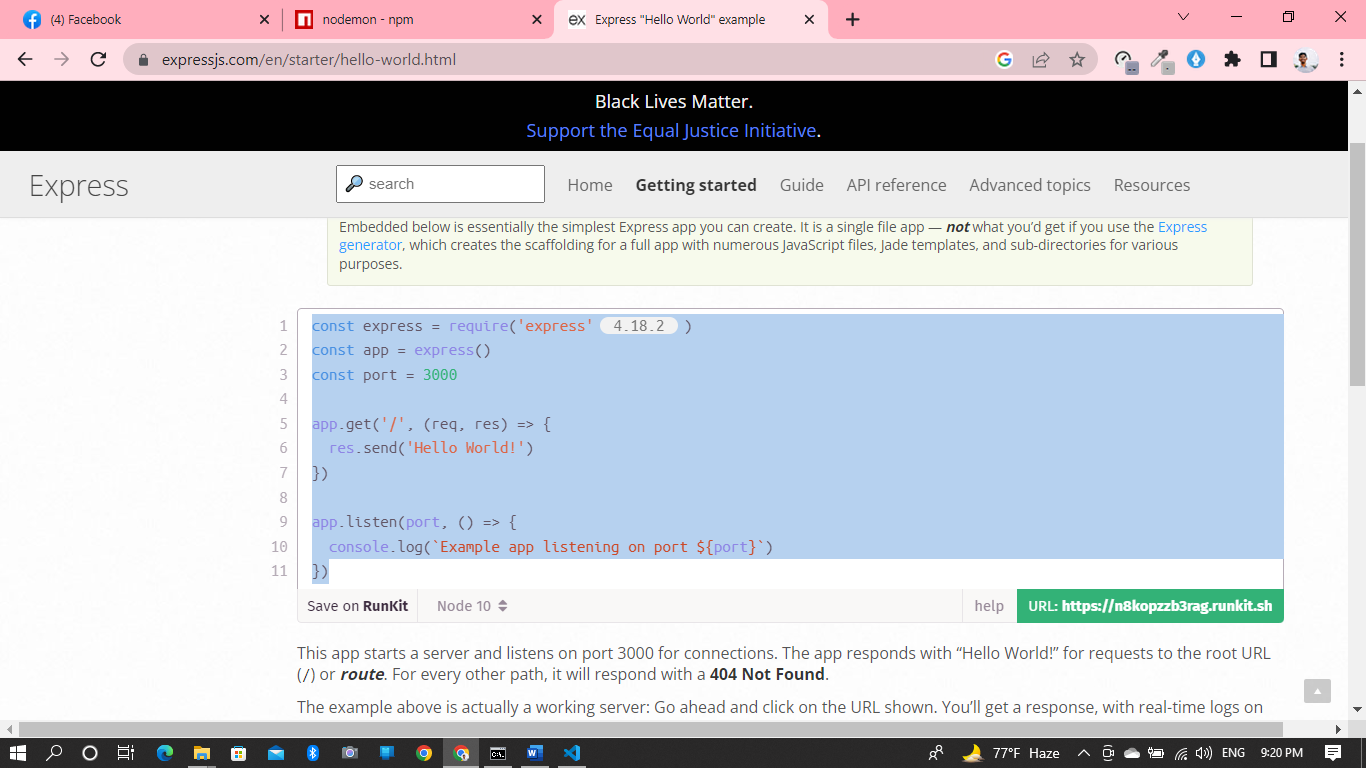 (4) Facebook
nodemon - npm
ex Express "Hello World" example
expressjs.com/en/starter/hello-world.html
Black Lives Matter.
Support the Equal Justice Initiative.
Express
search
Home Getting started Guide API reference Advanced topics Resources
Embedded below is essentially the simplest Express app you can create. It is a single file app — not what you’d get if you use the Express
generator, which creates the scaffolding for a full app with numerous JavaScript files, Jade templates, and sub-directories for various
purposes.
1 const express = require('express' 4.18.2 )
2 const app = express()
3 const port = 3000
4
5 app.get('/', (req, res) => {
6 res.send('Hello World!')
7 })
8
9 app.listen(port, () => {
10 console.log(`Example app listening on port ${port}`)
11 })
Save on RunKit Node 10 help URL: https://n8kopzzb3rag.runkit.sh
This app starts a server and listens on port 3000 for connections. The app responds with “Hello World!” for requests to the root URL
(/) or route. For every other path, it will respond with a 404 Not Found.
The example above is actually a working server: Go ahead and click on the URL shown. You’ll get a response, with real-time logs on
77°F Haze ENG 9:20 PM